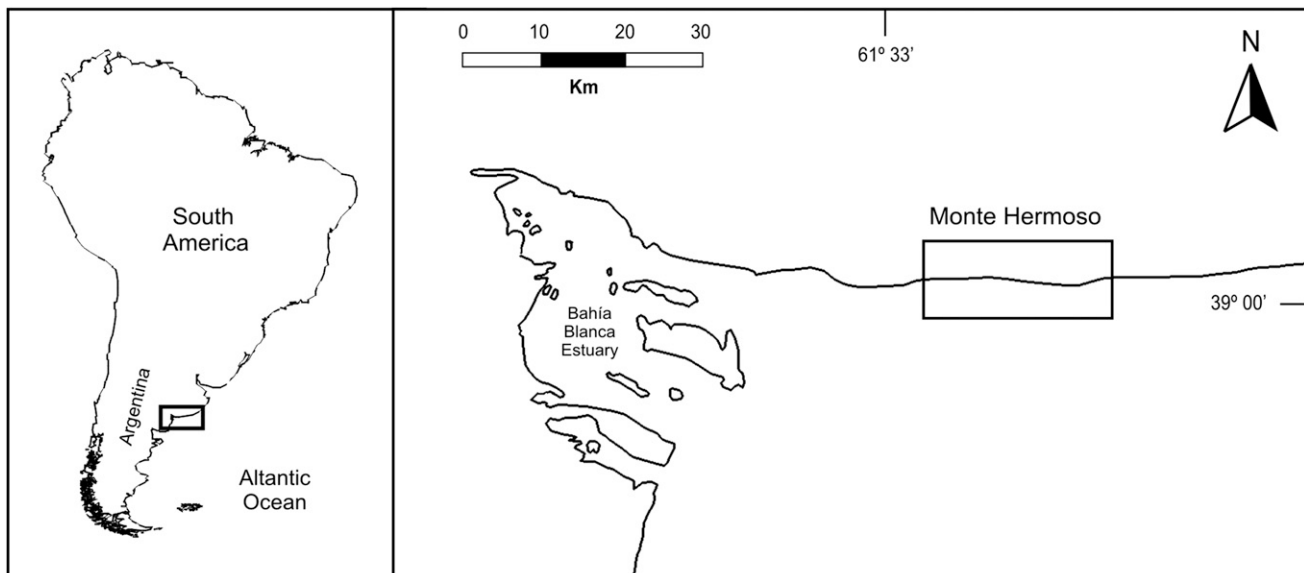 South
America
Argentina
Altantic
Ocean
0 10 20 30
Km
61º 33’
N
Monte Hermoso
39º 00’
Bahía
Blanca
Estuary